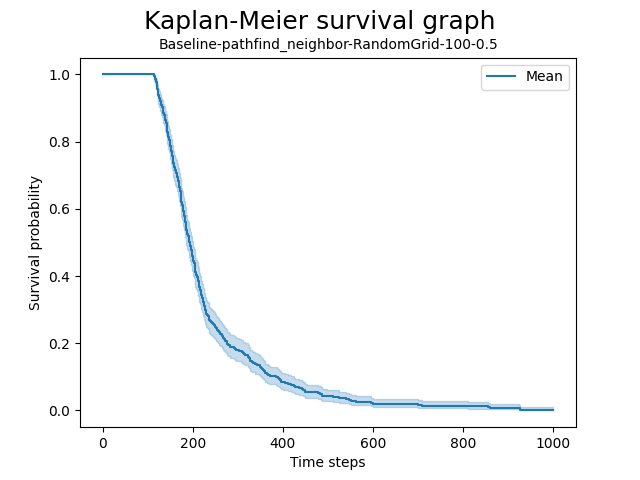 Kaplan-Meier survival graph
Baseline-pathfind_neighbor-RandomGrid-100-0.5
Mean
1.0
0.8
0.6
0.4
0.2
0.0
Survival probability
0 200 400 600 800 1000
Time steps